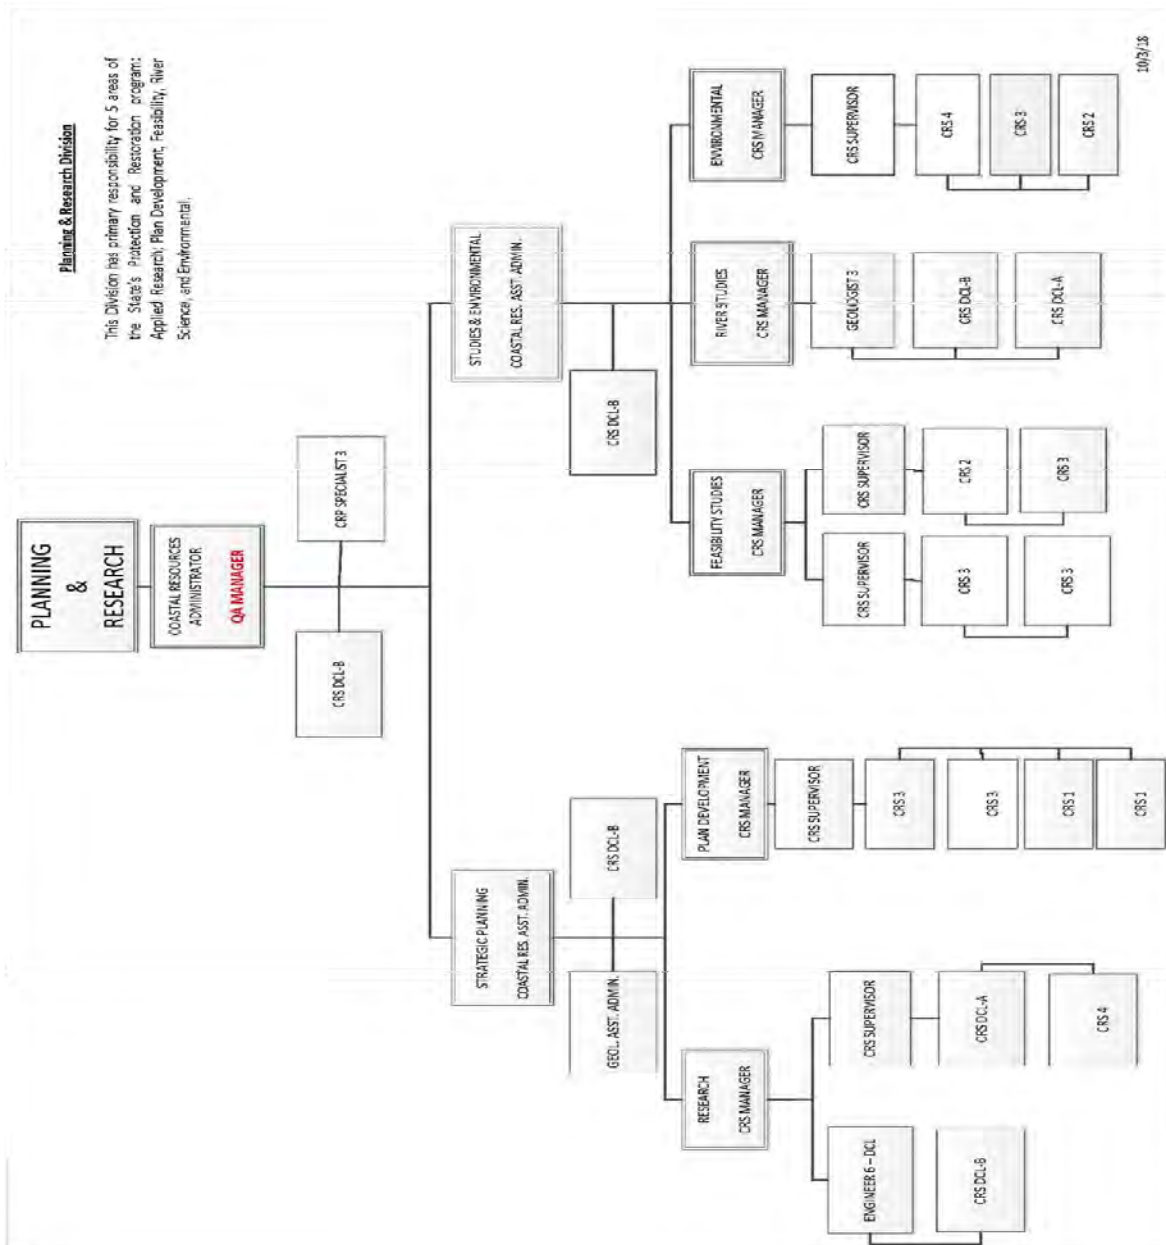 Planning & Research Division
This Division has primary responsibility for 5 areas of
the State's Protection and Restoration program:
Applied Research, Plan Development, Feasibility, River
Science, and Environmental.
PLANNING
&
RESEARCH
COASTAL RESOURCES
ADMINISTRATOR
QA MANAGER
CRS DCL-B
CRP SPECIALIST 3
STRATEGIC PLANNING
COASTAL RES. ASST. ADMIN.
GEOL. ASST. ADMIN.
CRS DCL-B
RESEARCH
CRS MANAGER
ENGINEER 6 – DCL
CRS DCL-B
CRS SUPERVISOR
CRS DCL-A
CRS 4
PLAN DEVELOPMENT
CRS MANAGER
CRS SUPERVISOR
CRS 3
CRS 3
CRS 1
CRS 1
STUDIES & ENVIRONMENTAL
COASTAL RES. ASST. ADMIN.
CRS DCL-B
FEASIBILITY STUDIES
CRS MANAGER
CRS SUPERVISOR
CRS 3
CRS 3
CRS SUPERVISOR
CRS 2
CRS 3
RIVER STUDIES
CRS MANAGER
GEOLOGIST 3
CRS DCL-B
CRS DCL-A
ENVIRONMENTAL
CRS MANAGER
CRS SUPERVISOR
CRS 4
CRS 3
CRS 2
10/3/18